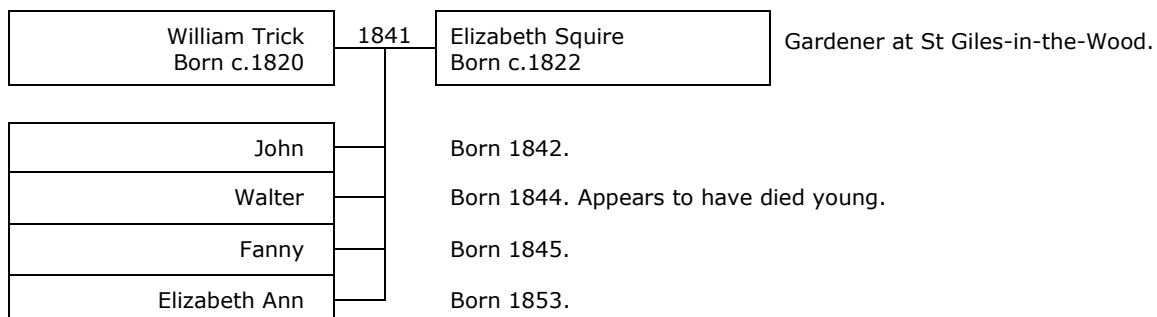 William Trick
Born c.1820
1841
Elizabeth Squire
Born c.1822
Gardener at St Giles-in-the-Wood.
John
Born 1842.
Walter
Born 1844. Appears to have died young.
Fanny
Born 1845.
Elizabeth Ann
Born 1853.